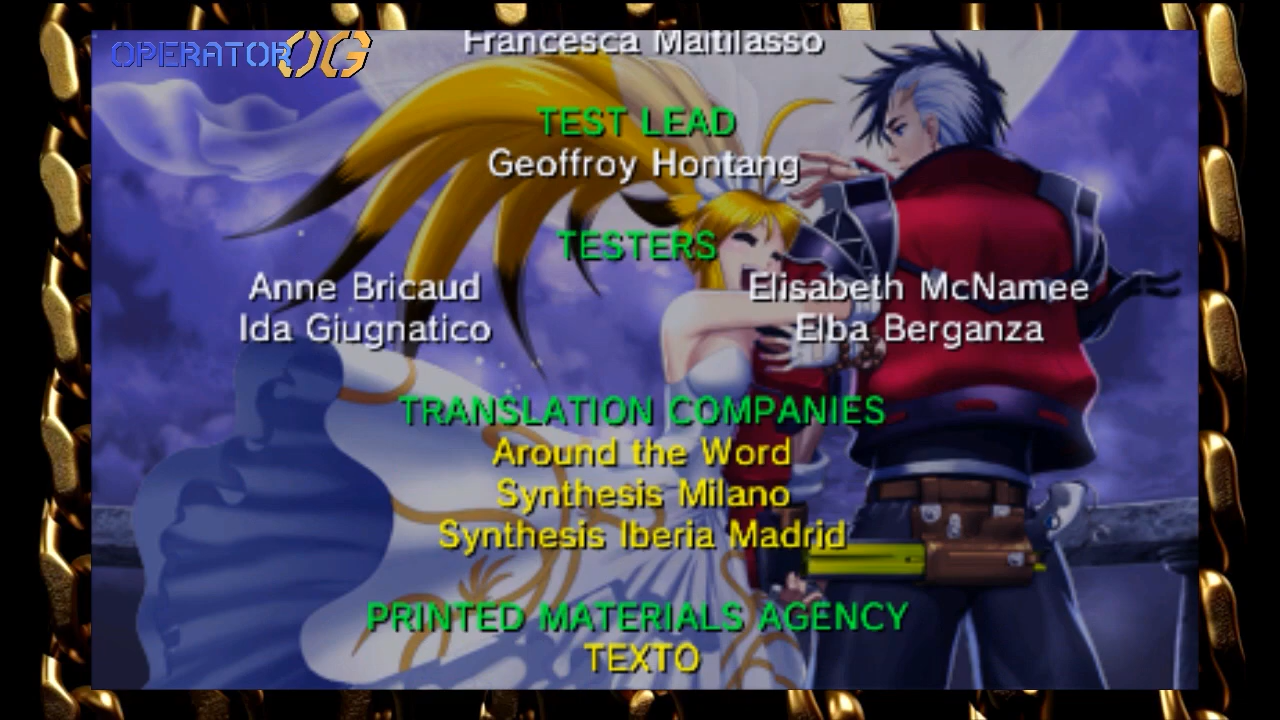 OPERATOR OG
Francesca Maltilasso
TEST LEAD
Geoffroy Hontang
TESTERS
Anne Bricaud Elisabeth McNamee
Ida Giugnatico Elba Berganza
TRANSLATION COMPANIES
Around the Word
Synthesis Milano
Synthesis Iberia Madrid
PRINTED MATERIALS AGENCY
TEXTO